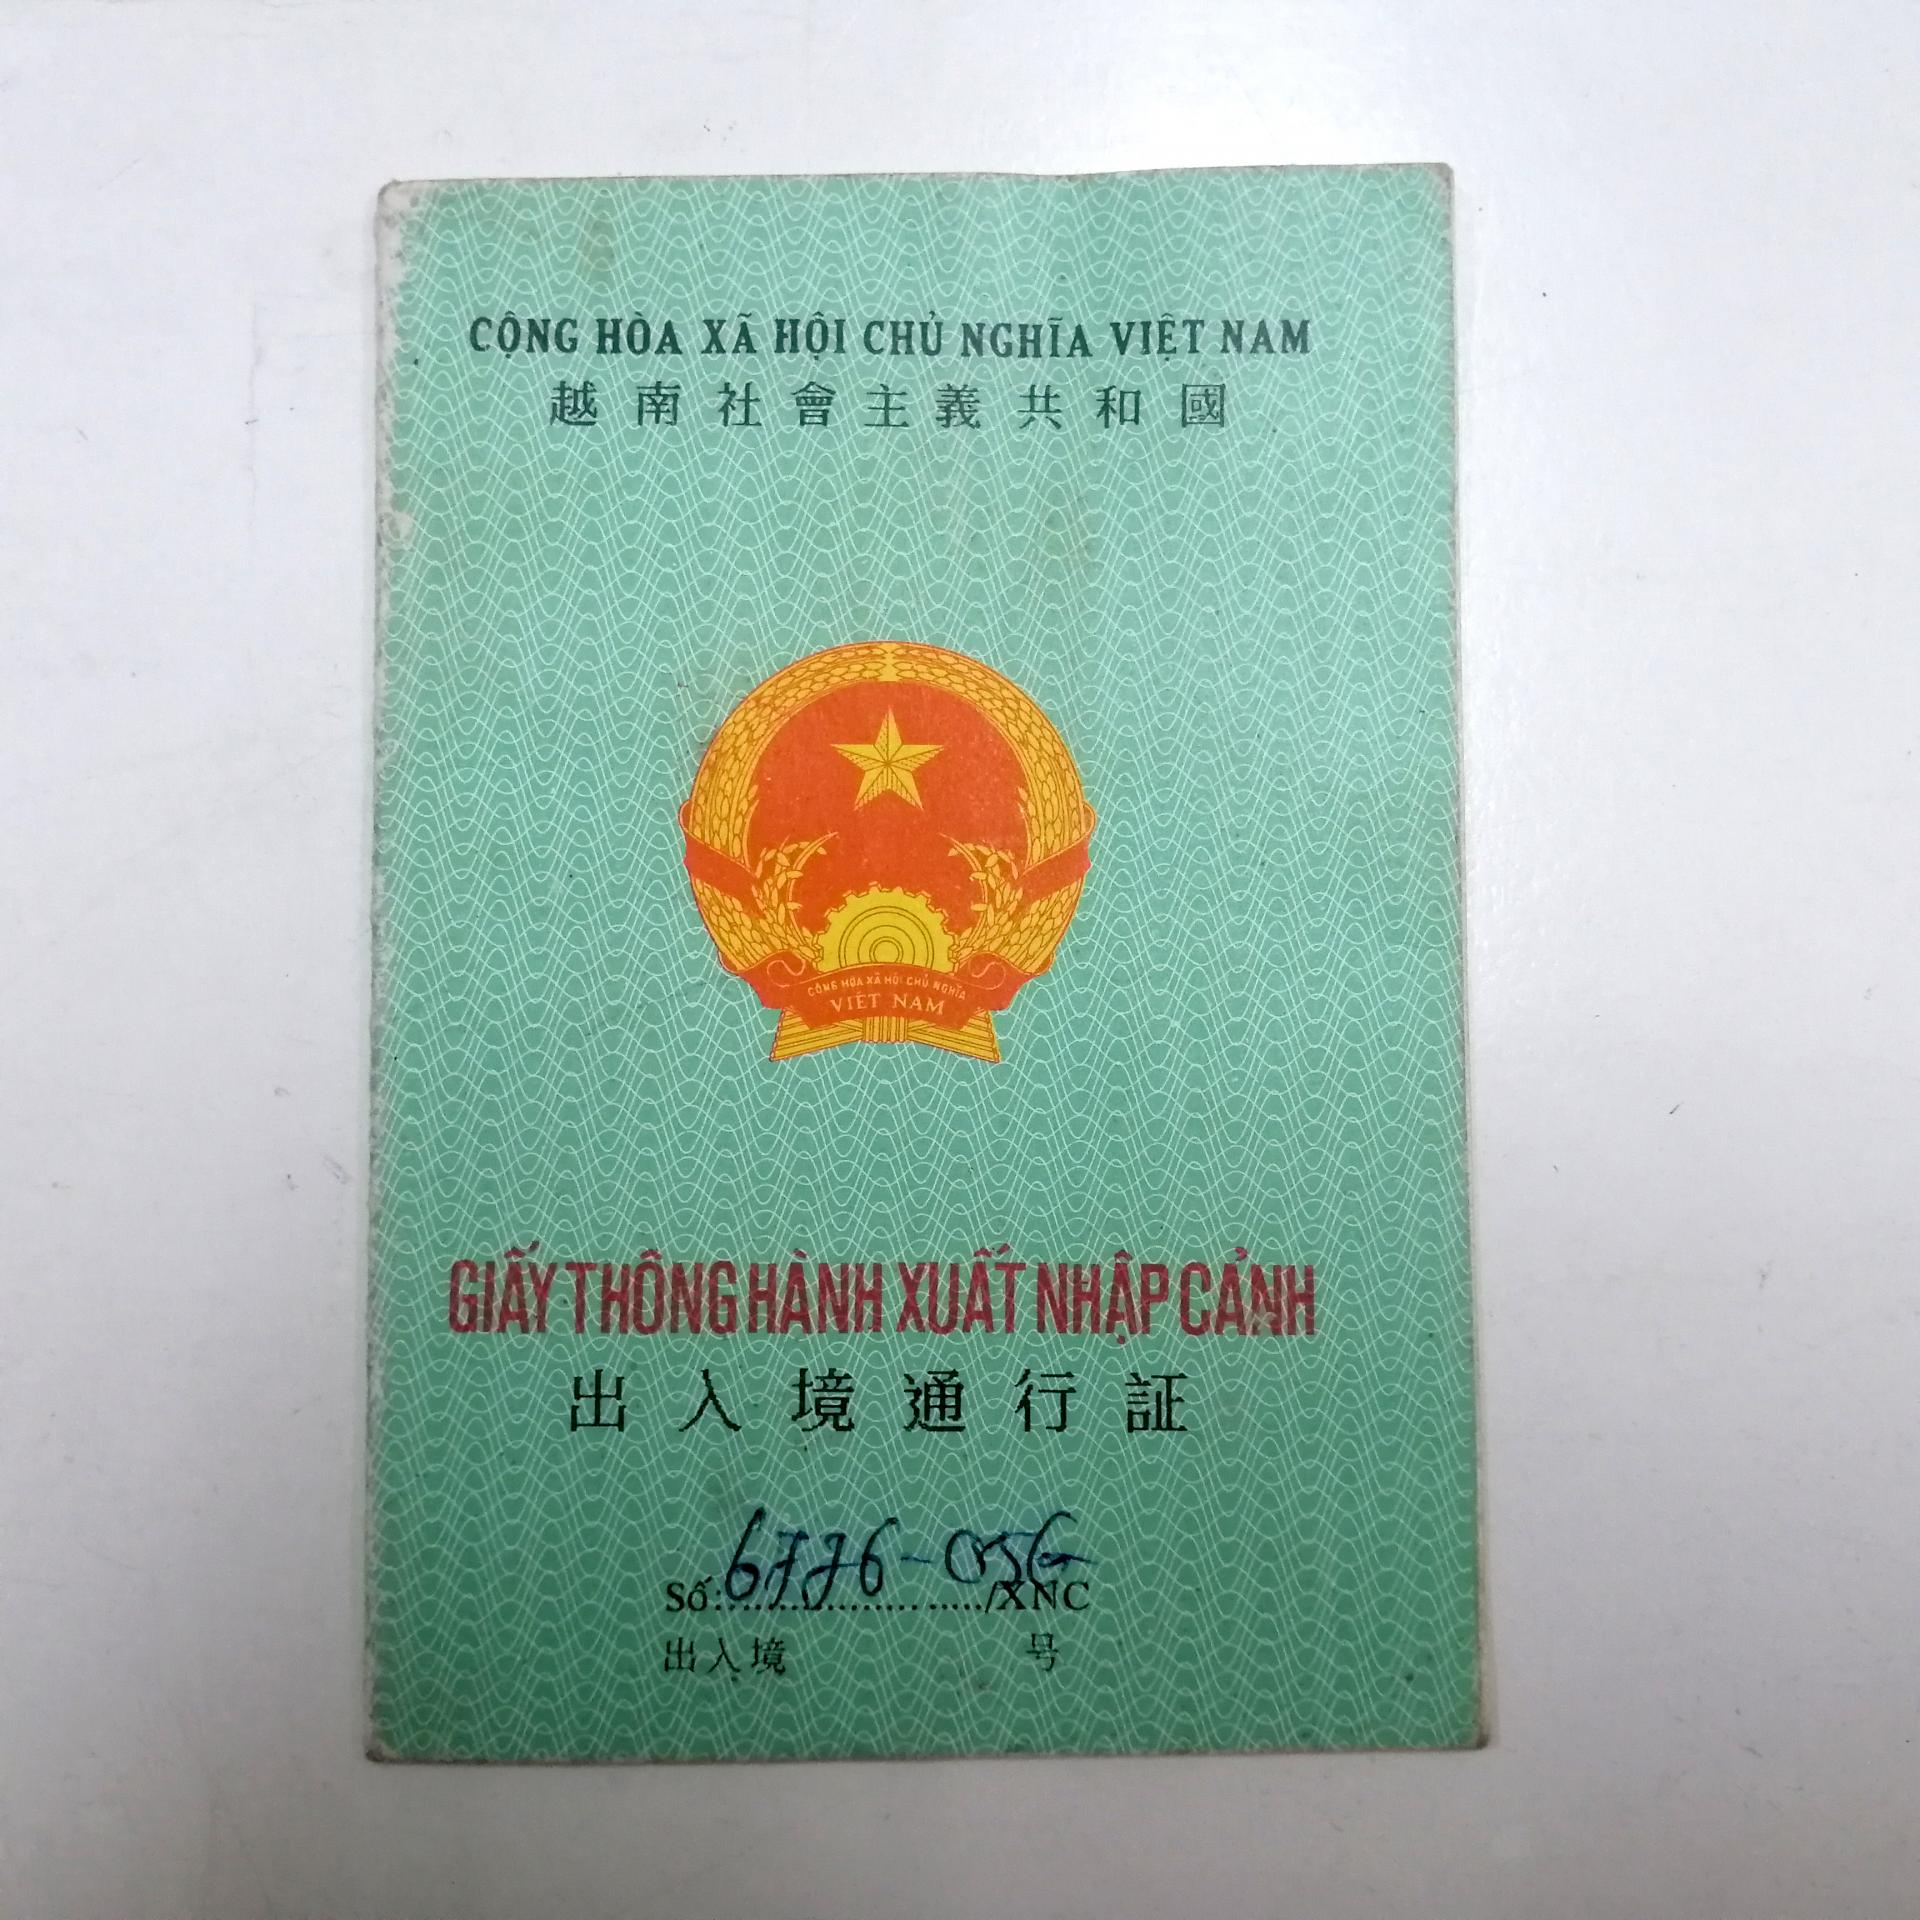 CỘNG HÒA XÃ HỘI CHỦ NGHĨA VIỆT NAM
越南社會主義共和國
CÔNG HÒA XÃ HỘI CHỦ NGHĨA
VIỆT NAM
GIẤY THÔNG HÀNH XUẤT NHẬP CẢNH
出入境通行証
Số: 6776-056 /XNC
出入境 号